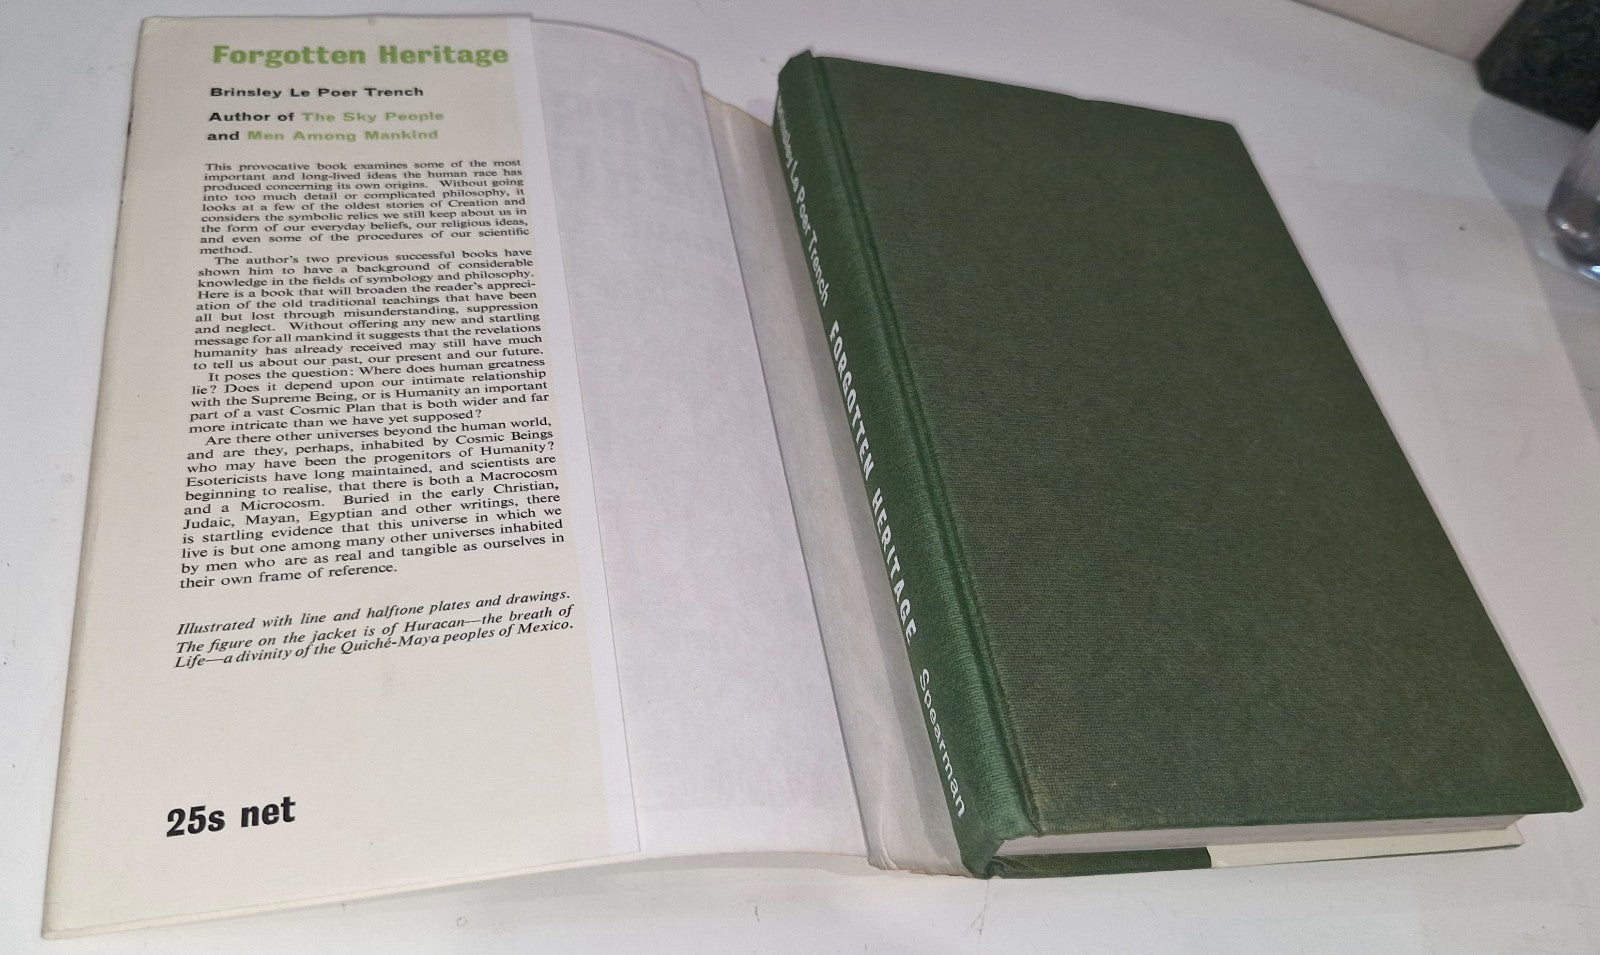 Forgotten Heritage
Brinsley Le Poer Trench
Author of The Sky People
and Men Among Mankind
This provocative book examines some of the most
important and long-lived ideas the human race has
produced concerning its own origins. Without going
into too much detail or complicated philosophy, it
looks at a few of the oldest stories of Creation and
considers the symbolic relics we still keep about us in
the form of our everyday beliefs, our religious ideas,
and even some of the procedures of our scientific
method.
The author's two previous successful books have
shown him to have a background of considerable
knowledge in the fields of symbology and philosophy.
Here is a book that will broaden the reader's appreci-
ation of the old traditional teachings that have been
all but lost through misunderstanding, suppression
and neglect. Without offering any new and startling
message for all mankind it suggests that the revelations
humanity has already received may still have much
to tell us about our past, our present and our future.
It poses the question: Where does human greatness
lie? Does it depend upon our intimate relationship
with the Supreme Being, or is Humanity an important
part of a vast Cosmic Plan that is both wider and far
more intricate than we have yet supposed?
Are there other universes beyond the human world,
and are they, perhaps, inhabited by Cosmic Beings
who may have been the progenitors of Humanity?
Esotericists have long maintained, and scientists are
beginning to realise, that there is both a Macrocosm
and a Microcosm. Buried in the early Christian,
Judaic, Mayan, Egyptian and other writings, there
is startling evidence that this universe in which we
live is but one among many other universes inhabited
by men who are as real and tangible as ourselves in
their own frame of reference.
Illustrated with line and halftone plates and drawings.
The figure on the jacket is of Huracan—the breath of
Life—a divinity of the Quiché-Maya peoples of Mexico.
25s net
Brinsley Le Poer Trench FORGOTTEN HERITAGE Spearman